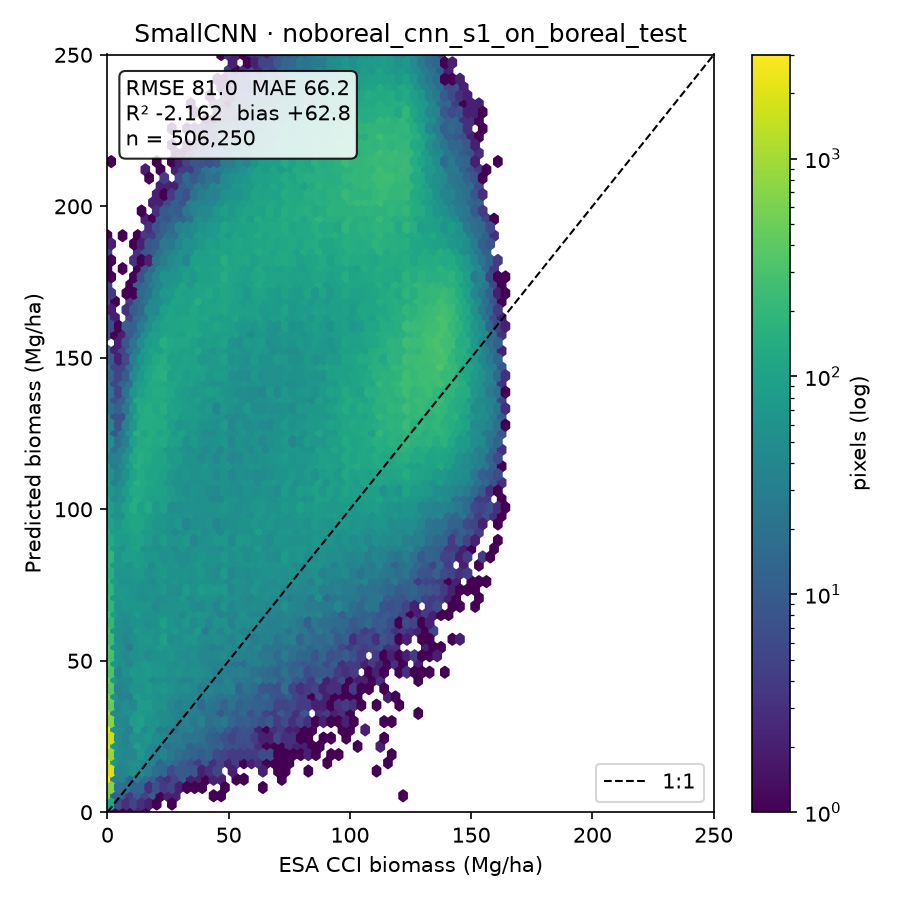 SmallCNN · noboreal_cnn_s1_on_boreal_test
RMSE 81.0  MAE 66.2
R² -2.162  bias +62.8
n = 506,250
Predicted biomass (Mg/ha)
250
200
150
100
50
0
0 50 100 150 200 250
ESA CCI biomass (Mg/ha)
1:1
10³
10²
10¹
10⁰
pixels (log)